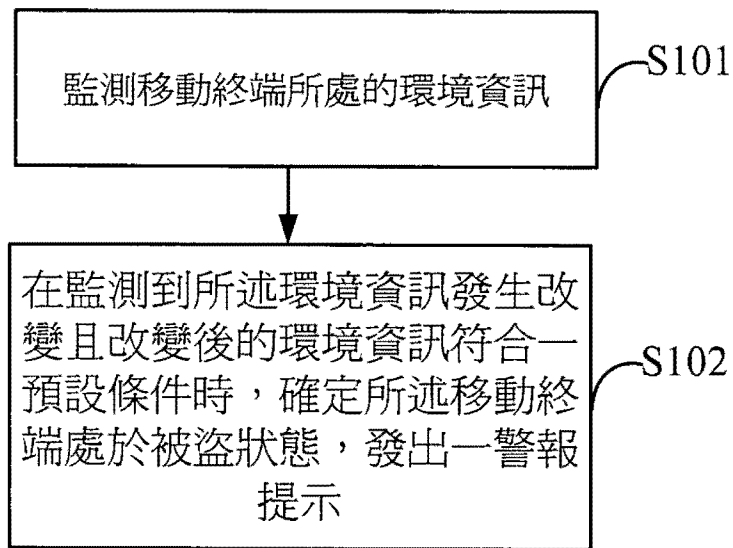 監測移動終端所處的環境資訊
S101
在監測到所述環境資訊發生改
變且改變後的環境資訊符合一
預設條件時，確定所述移動終
端處於被盜狀態，發出一警報
提示
S102